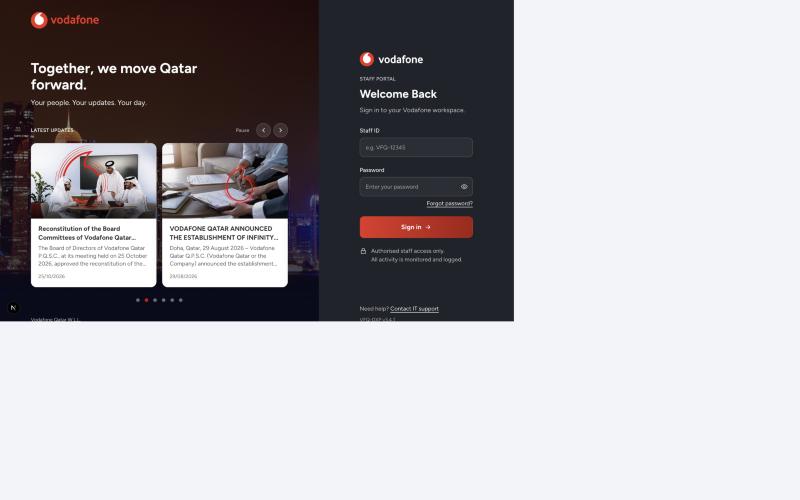 vodafone
Together, we move Qatar
forward.
Your people. Your updates. Your day.
LATEST UPDATES
Pause
Reconstitution of the Board
Committees of Vodafone Qatar...
The Board of Directors of Vodafone Qatar
P.Q.S.C., at its meeting held on 25 October
2026, approved the reconstitution of the...
25/10/2026
VODAFONE QATAR ANNOUNCED
THE ESTABLISHMENT OF INFINITY...
Doha, Qatar, 29 August 2026 – Vodafone
Qatar P.Q.S.C. (Vodafone Qatar or the
Company) announced the establishment...
29/08/2026
N
Vodafone Qatar W.L.L.
vodafone
STAFF PORTAL
Welcome Back
Sign in to your Vodafone workspace.
Staff ID
e.g. VFQ-12345
Password
Enter your password
Forgot password?
Sign in →
Authorised staff access only.
All activity is monitored and logged.
Need help? Contact IT support